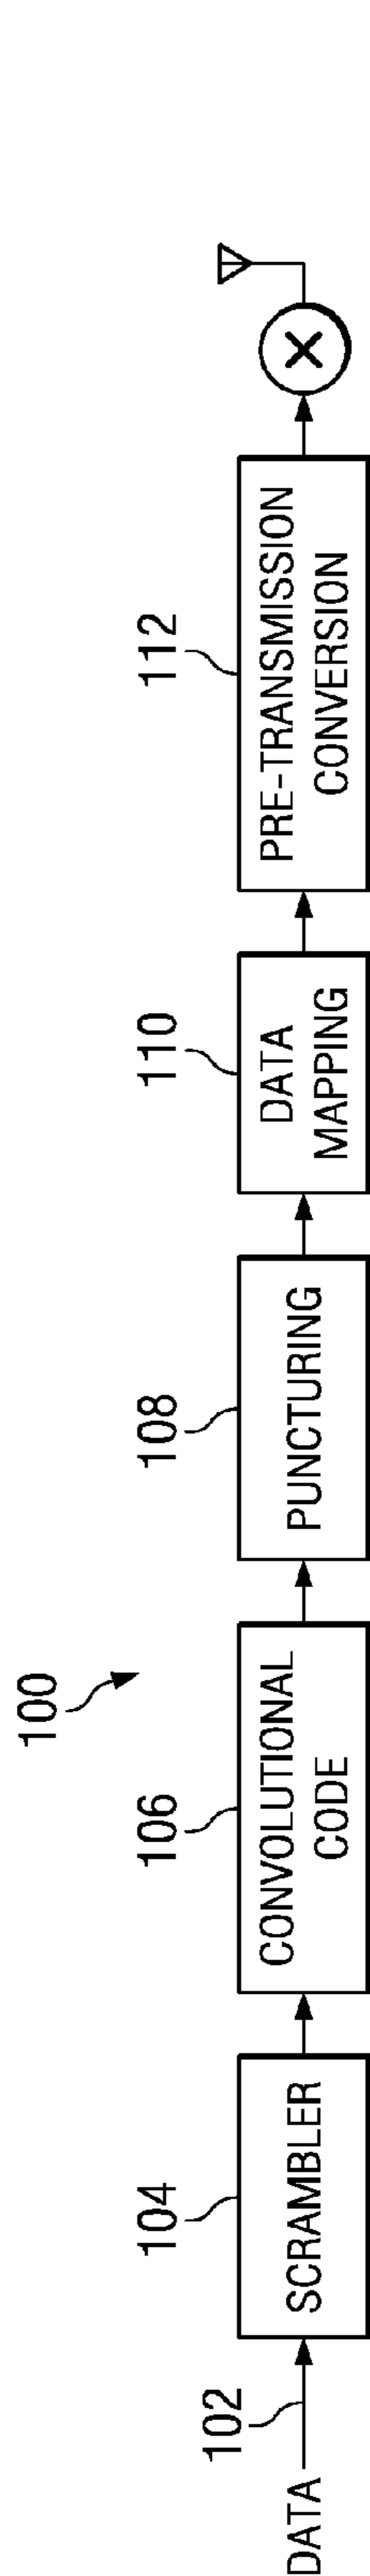 100
DATA
102
104
SCRAMBLER
106
CONVOLUTIONAL
CODE
108
PUNCTURING
110
DATA
MAPPING
112
PRE-TRANSMISSION
CONVERSION